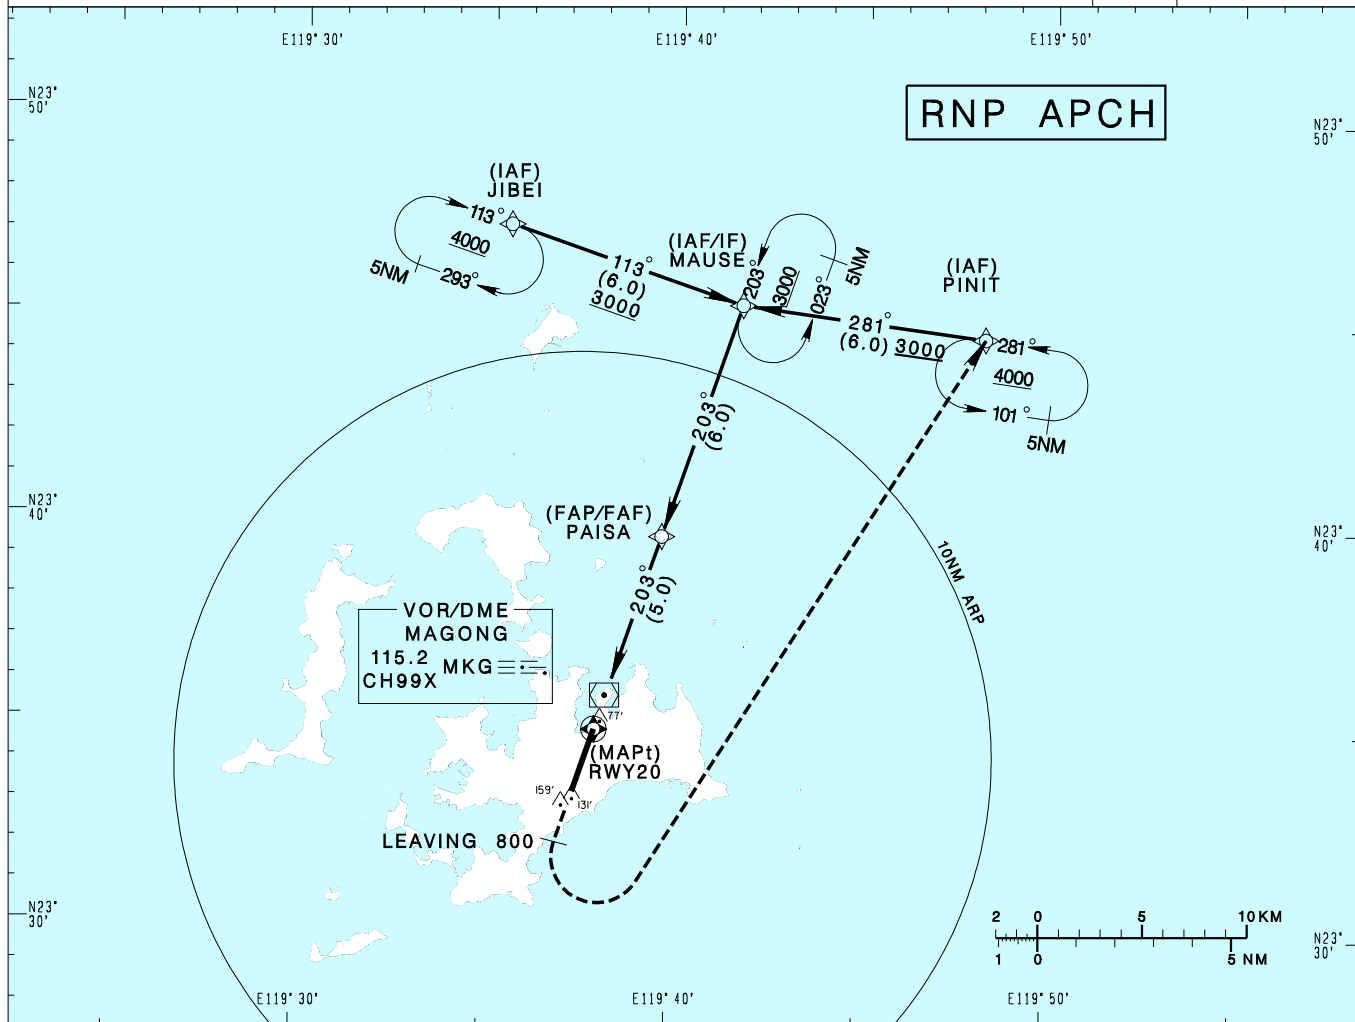 E119° 30'
E119° 40'
E119° 50'
N23°
50'
RNP APCH
N23°
50'
(IAF)
JIBEI
113°
4000
5NM
293°
113°
(6.0)
3000
(IAF/IF)
MAUSE
203°
3000
023°
5NM
(IAF)
PINIT
281°
(6.0) 3000
281°
4000
101°
5NM
203°
(6.0)
N23°
40'
(FAP/FAF)
PAISA
N23°
40'
10NM ARP
203°
(5.0)
VOR/DME
MAGONG
115.2
MKG
CH99X
77'
(MAPt)
RWY20
159'
131'
LEAVING 800
N23°
30'
2 0 5 10 KM
1 0 5 NM
N23°
30'
E119° 30'
E119° 40'
E119° 50'